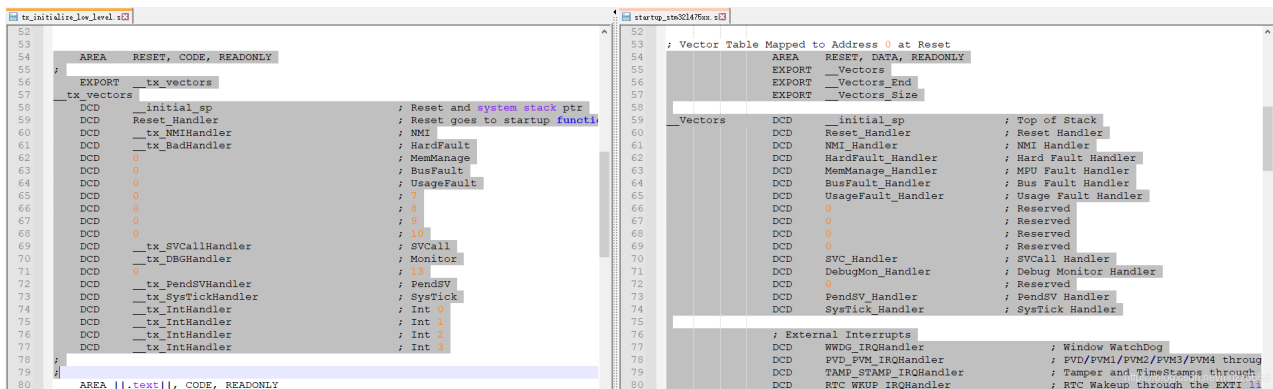 tx_initialize_low_level.s
52
53
54 AREA RESET, CODE, READONLY
55 ;
56 EXPORT __tx_vectors
57 __tx_vectors
58 DCD __initial_sp ; Reset and system stack ptr
59 DCD Reset_Handler ; Reset goes to startup functi
60 DCD __tx_NMIHandler ; NMI
61 DCD __tx_BadHandler ; HardFault
62 DCD 0 ; MemManage
63 DCD 0 ; BusFault
64 DCD 0 ; UsageFault
65 DCD 0 ; 7
66 DCD 0 ; 8
67 DCD 0 ; 9
68 DCD 0 ; 10
69 DCD __tx_SVCallHandler ; SVCall
70 DCD __tx_DBGHandler ; Monitor
71 DCD 0 ; 13
72 DCD __tx_PendSVHandler ; PendSV
73 DCD __tx_SysTickHandler ; SysTick
74 DCD __tx_IntHandler ; Int 0
75 DCD __tx_IntHandler ; Int 1
76 DCD __tx_IntHandler ; Int 2
77 DCD __tx_IntHandler ; Int 3
78 ;
79 ;
80 AREA ||.text||, CODE, READONLY
startup_stm32l475xx.s
52
53 ; Vector Table Mapped to Address 0 at Reset
54 AREA RESET, DATA, READONLY
55 EXPORT __Vectors
56 EXPORT __Vectors_End
57 EXPORT __Vectors_Size
58
59 __Vectors DCD __initial_sp ; Top of Stack
60 DCD Reset_Handler ; Reset Handler
61 DCD NMI_Handler ; NMI Handler
62 DCD HardFault_Handler ; Hard Fault Handler
63 DCD MemManage_Handler ; MPU Fault Handler
64 DCD BusFault_Handler ; Bus Fault Handler
65 DCD UsageFault_Handler ; Usage Fault Handler
66 DCD 0 ; Reserved
67 DCD 0 ; Reserved
68 DCD 0 ; Reserved
69 DCD 0 ; Reserved
70 DCD SVC_Handler ; SVCall Handler
71 DCD DebugMon_Handler ; Debug Monitor Handler
72 DCD 0 ; Reserved
73 DCD PendSV_Handler ; PendSV Handler
74 DCD SysTick_Handler ; SysTick Handler
75
76 ; External Interrupts
77 DCD WWDG_IRQHandler ; Window WatchDog
78 DCD PVD_PVM_IRQHandler ; PVD/PVM1/PVM2/PVM3/PVM4 throug
79 DCD TAMP_STAMP_IRQHandler ; Tamper and TimeStamps through
80 DCD RTC_WKUP_IRQHandler ; RTC Wakeup through the EXTI li